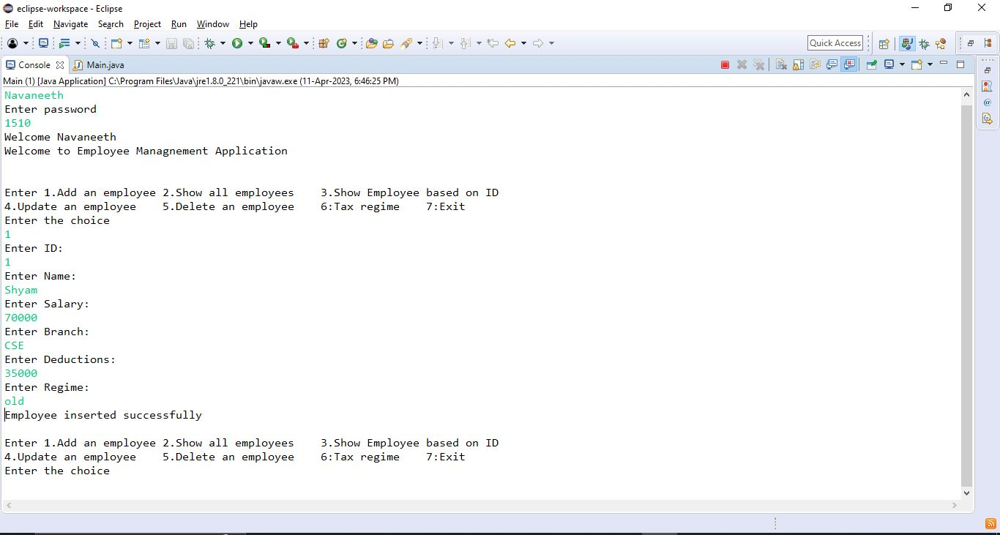 eclipse-workspace - Eclipse
File Edit Navigate Search Project Run Window Help
Quick Access
Console Main.java
Main (1) [Java Application] C:\Program Files\Java\jre1.8.0_221\bin\javaw.exe (11-Apr-2023, 6:46:25 PM)
Navaneeth
Enter password
1510
Welcome Navaneeth
Welcome to Employee Managnement Application
Enter 1.Add an employee 2.Show all employees    3.Show Employee based on ID
4.Update an employee    5.Delete an employee    6:Tax regime    7:Exit
Enter the choice
1
Enter ID:
1
Enter Name:
Shyam
Enter Salary:
70000
Enter Branch:
CSE
Enter Deductions:
35000
Enter Regime:
old
Employee inserted successfully
Enter 1.Add an employee 2.Show all employees    3.Show Employee based on ID
4.Update an employee    5.Delete an employee    6:Tax regime    7:Exit
Enter the choice